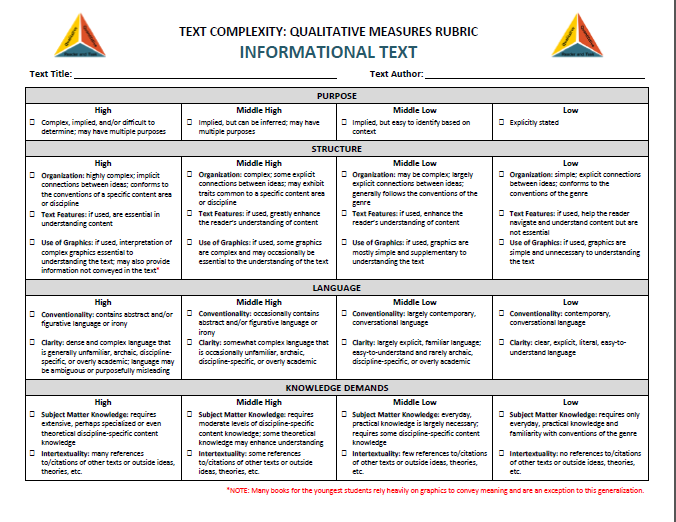 TEXT COMPLEXITY: QUALITATIVE MEASURES RUBRIC
INFORMATIONAL TEXT
Text Title: Text Author:
PURPOSE
High Middle High Middle Low Low
Complex, implied, and/or difficult to
determine; may have multiple purposes
Implied, but can be inferred; may have
multiple purposes
Implied, but easy to identify based on
context
Explicitly stated
STRUCTURE
High Middle High Middle Low Low
Organization: highly complex; implicit
connections between ideas; conforms to
the conventions of a specific content area
or discipline
Organization: complex; some explicit
connections between ideas; may exhibit
traits common to a specific content area
or discipline
Organization: may be complex; largely
explicit connections between ideas;
generally follows the conventions of the
genre
Organization: simple; explicit connections
between ideas; conforms to the
conventions of the genre
Text Features: if used, are essential in
understanding content
Text Features: if used, greatly enhance
the reader's understanding of content
Text Features: if used, enhance the
reader's understanding of content
Text Features: if used, help the reader
navigate and understand content but are
not essential
Use of Graphics: if used, interpretation of
complex graphics essential to
understanding the text; may also provide
information not conveyed in the text*
Use of Graphics: if used, some graphics
are complex and may occasionally be
essential to the understanding of the text
Use of Graphics: if used, graphics are
mostly simple and supplementary to
understanding the text
Use of Graphics: if used, graphics are
simple and unnecessary to understanding
the text
LANGUAGE
High Middle High Middle Low Low
Conventionality: contains abstract and/or
figurative language or irony
Conventionality: occasionally contains
abstract and/or figurative language or
irony
Conventionality: largely contemporary,
conversational language
Conventionality: contemporary,
conversational language
Clarity: dense and complex language that
is generally unfamiliar, archaic, discipline-
specific, or overly academic; language may
be ambiguous or purposefully misleading
Clarity: somewhat complex language that
is occasionally unfamiliar, archaic,
discipline-specific, or overly academic
Clarity: largely explicit, familiar language;
easy-to-understand and rarely archaic,
discipline-specific, or overly academic
Clarity: clear, explicit, literal, easy-to-
understand language
KNOWLEDGE DEMANDS
High Middle High Middle Low Low
Subject Matter Knowledge: requires
extensive, perhaps specialized or even
theoretical discipline-specific content
knowledge
Subject Matter Knowledge: requires
moderate levels of discipline-specific
content knowledge; some theoretical
knowledge may enhance understanding
Subject Matter Knowledge: everyday,
practical knowledge is largely necessary;
requires some discipline-specific content
knowledge
Subject Matter Knowledge: requires only
everyday, practical knowledge and
familiarity with conventions of the genre
Intertextuality: many references
to/citations of other texts or outside ideas,
theories, etc.
Intertextuality: some references
to/citations of other texts or outside
ideas, theories, etc.
Intertextuality: few references to/citations
of other texts or outside ideas, theories,
etc.
Intertextuality: no references to/citations
of other texts or outside ideas, theories,
etc.
*NOTE: Many books for the youngest students rely heavily on graphics to convey meaning and are an exception to this generalization.